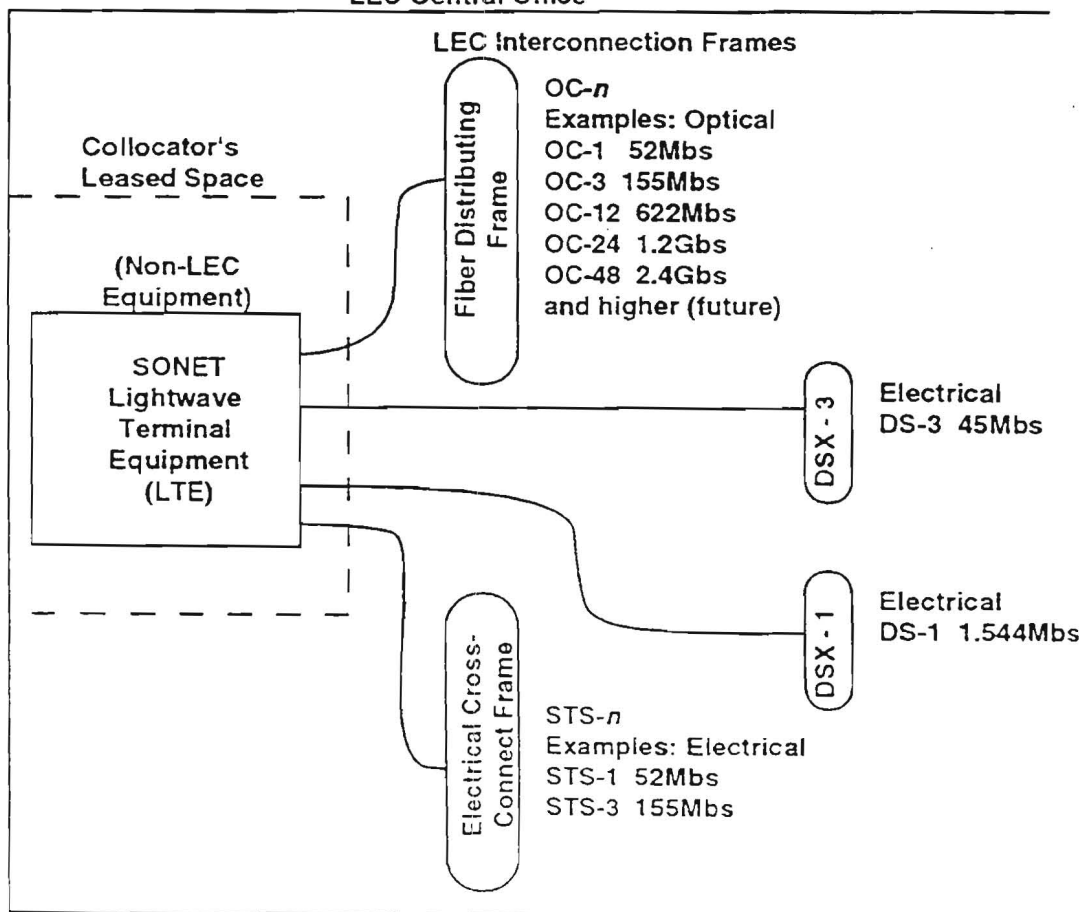 LEC Central Office
LEC Interconnection Frames
Collocator's
Leased Space
(Non-LEC
Equipment)
SONET
Lightwave
Terminal
Equipment
(LTE)
Fiber Distributing
Frame
OC-n
Examples: Optical
OC-1 52Mbs
OC-3 155Mbs
OC-12 622Mbs
OC-24 1.2Gbs
OC-48 2.4Gbs
and higher (future)
DSX - 3
Electrical
DS-3 45Mbs
DSX - 1
Electrical
DS-1 1.544Mbs
Electrical Cross-
Connect Frame
STS-n
Examples: Electrical
STS-1 52Mbs
STS-3 155Mbs